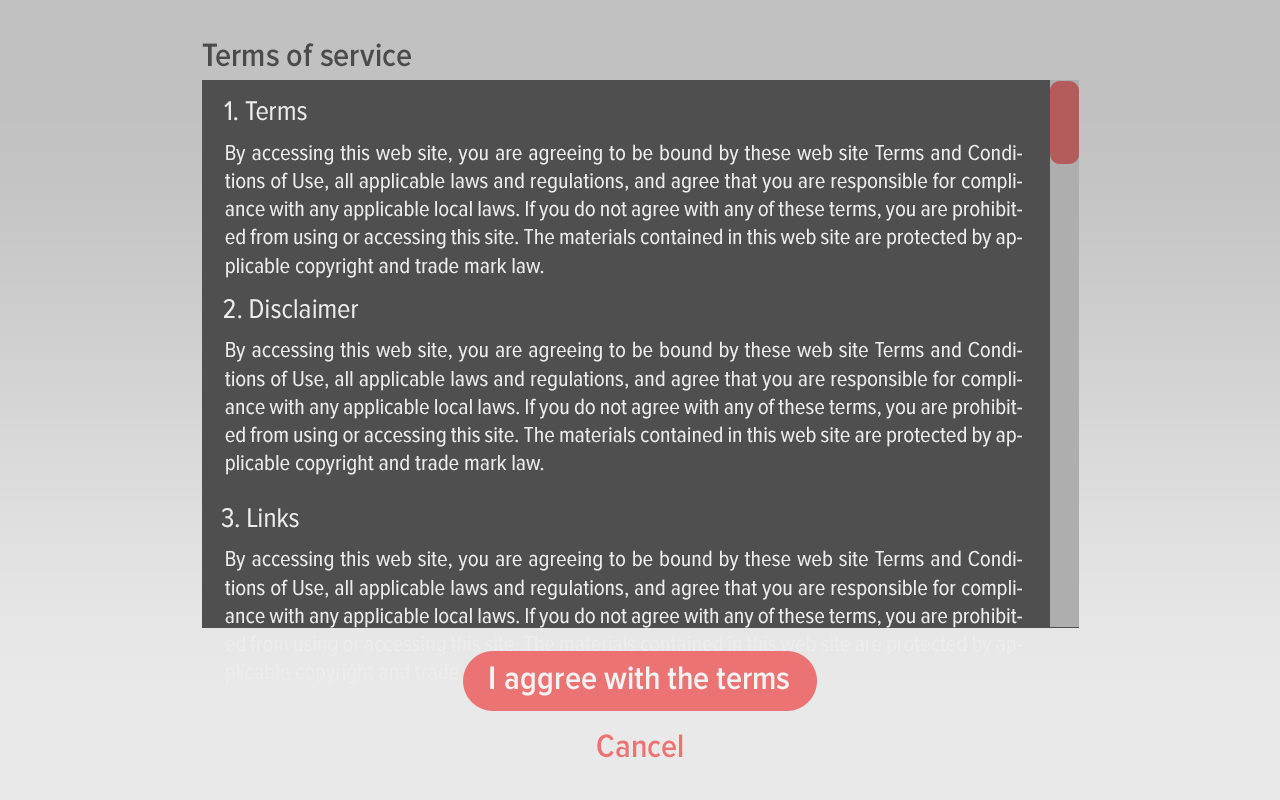 Terms of service
1. Terms
By accessing this web site, you are agreeing to be bound by these web site Terms and Condi-
tions of Use, all applicable laws and regulations, and agree that you are responsible for compli-
ance with any applicable local laws. If you do not agree with any of these terms, you are prohibit-
ed from using or accessing this site. The materials contained in this web site are protected by ap-
plicable copyright and trade mark law.
2. Disclaimer
By accessing this web site, you are agreeing to be bound by these web site Terms and Condi-
tions of Use, all applicable laws and regulations, and agree that you are responsible for compli-
ance with any applicable local laws. If you do not agree with any of these terms, you are prohibit-
ed from using or accessing this site. The materials contained in this web site are protected by ap-
plicable copyright and trade mark law.
3. Links
By accessing this web site, you are agreeing to be bound by these web site Terms and Condi-
tions of Use, all applicable laws and regulations, and agree that you are responsible for compli-
ance with any applicable local laws. If you do not agree with any of these terms, you are prohibit-
ed from using or accessing this site. The materials contained in this web site are protected by ap-
plicable copyright and trade
I aggree with the terms
Cancel